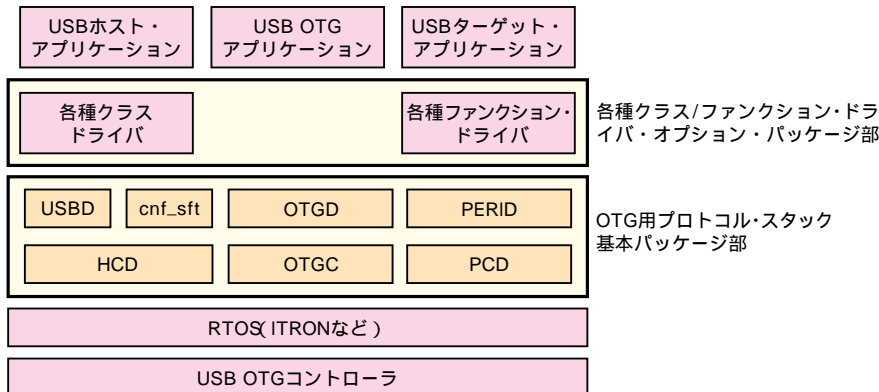 USBホスト・
アプリケーション
USB OTG
アプリケーション
USBターゲット・
アプリケーション
各種クラス
ドライバ
各種ファンクション・
ドライバ
各種クラス/ファンクション・ドラ
イバ・オプション・パッケージ部
USBD
cnf_sft
OTGD
PERID
HCD
OTGC
PCD
OTG用プロトコル・スタック
基本パッケージ部
RTOS(ITRONなど)
USB OTGコントローラ